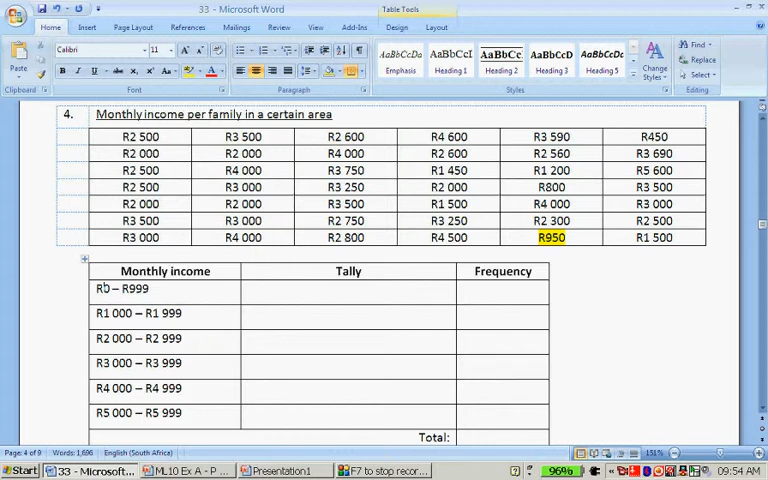 33 - Microsoft Word
Table Tools
Home Insert Page Layout References Mailings Review View Add-Ins Design Layout
Paste
Calibri 11
B I U
AaBbCcDc AaBbCcI AaBbCc AaBbCcD AaBbCcDc
Emphasis Heading 1 Heading 2 Heading 3 Heading 5
Change Styles
Find
Replace
Select
Clipboard Font Paragraph Styles Editing
4. Monthly income per family in a certain area
R2 500 R3 500 R2 600 R4 600 R3 590 R450
R2 000 R2 000 R4 000 R2 600 R2 560 R3 690
R2 500 R4 000 R3 750 R1 450 R1 200 R5 600
R2 500 R3 000 R3 250 R2 000 R800 R3 500
R2 000 R2 000 R3 500 R1 500 R4 000 R3 000
R3 500 R3 000 R2 750 R3 250 R2 300 R2 500
R3 000 R4 000 R2 800 R4 500 R950 R1 500
Monthly income Tally Frequency
R0 – R999
R1 000 – R1 999
R2 000 – R2 999
R3 000 – R3 999
R4 000 – R4 999
R5 000 – R5 999
Total:
Page: 4 of 9 Words: 1,696 English (South Africa) 151%
Start 33 - Microsoft... ML10 Ex A - P ... Presentation1 F7 to stop recor... 96% 09:54 AM